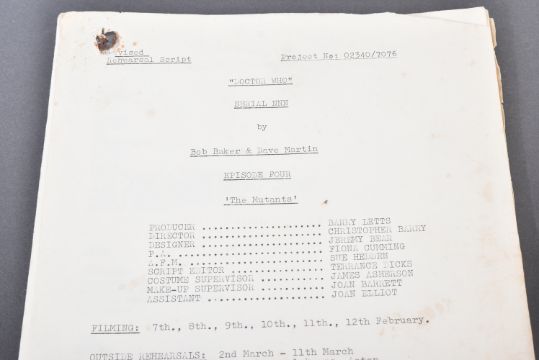 Revised
Rehearsal Script
Project No: 02340/7076
"DOCTOR WHO"
SERIAL NNN
by
Bob Baker & Dave Martin
EPISODE FOUR
'The Mutants'
PRODUCER ...................... BARRY LETTS
DIRECTOR ...................... CHRISTOPHER BARRY
DESIGNER ...................... JEREMY BEAR
P.A. .......................... FIONA CUMMING
A.F.M. ........................ SUE HEDDEN
SCRIPT EDITOR ................. TERRANCE DICKS
COSTUME SUPERVISOR ............ JAMES ACHESON
MAKE-UP SUPERVISOR ............ JOAN BARRETT
ASSISTANT ..................... JOAN ELLIOT
FILMING: 7th., 8th., 9th., 10th., 11th., 12th February.
OUTSIDE REHEARSALS: 2nd March - 11th March